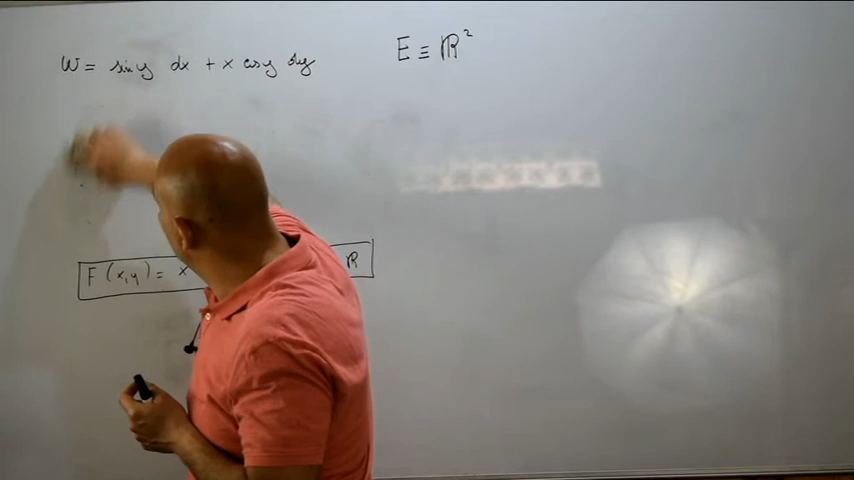 W = sin y dx + x cos y dy
E ≡ ℝ²
F(x,y) = x ℝ